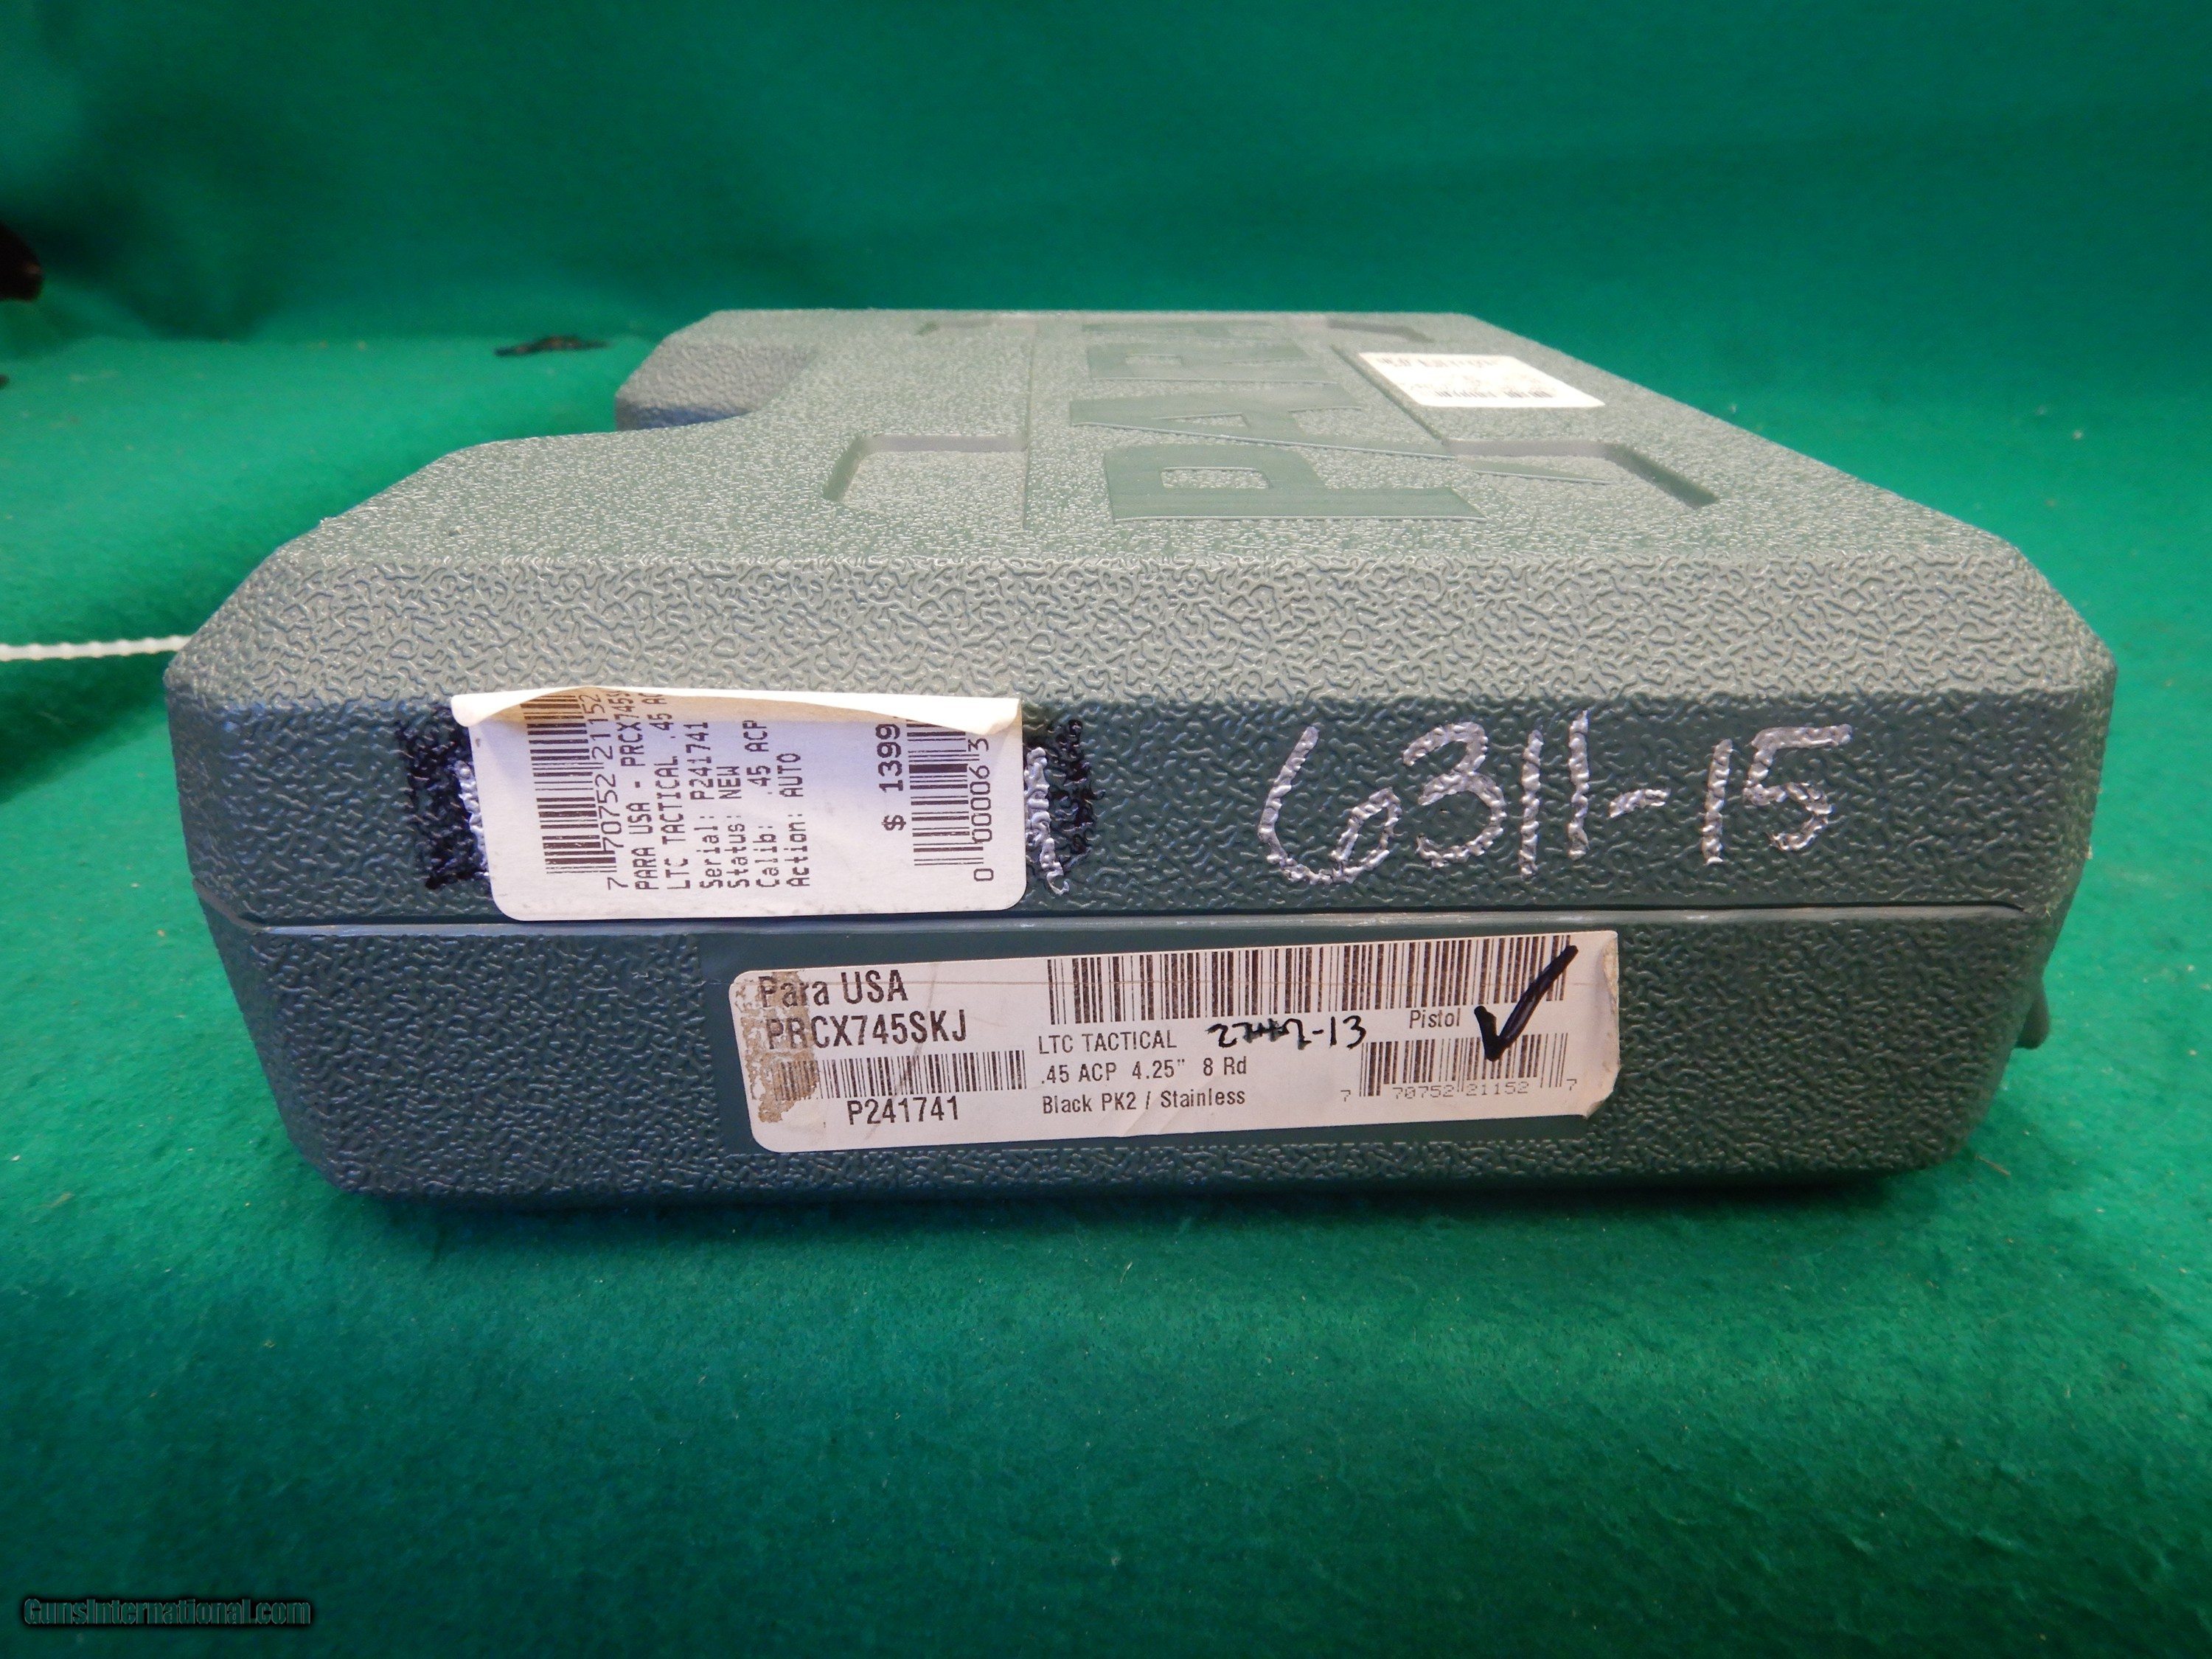 PARA
7 70752 21152
PARA USA - PRCX745S
LTC TACTICAL .45 AC
Serial: P241741
Status: NEW
Calib: .45 ACP
Action: AUTO
$ 1399
0 00006 3
6311-15
Para USA
PRCX745SKJ
P241741
LTC TACTICAL
.45 ACP 4.25" 8 Rd
Black PK2 / Stainless
Pistol
7 70752 21152 7
GunsInternational.com